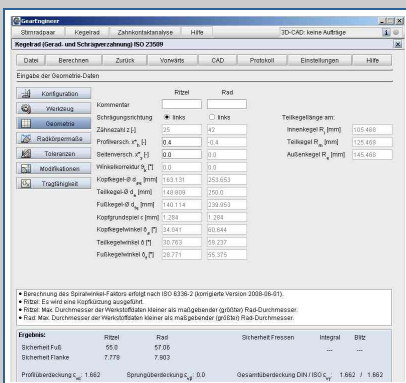 GearEngineer
Stirnradpaar Kegelrad Zahnkontaktanalyse Hilfe 3D-CAD: keine Aufträge
Kegelrad (Gerad- und Schrägverzahnung) ISO 23509
Datei Berechnen Zurück Vorwärts CAD Protokoll Einstellungen Hilfe
Eingabe der Geometrie-Daten
Konfiguration
Werkzeug
Geometrie
Radkörpermaße
Toleranzen
Modifikationen
Tragfähigkeit
Ritzel Rad
Kommentar
Schrägungsrichtung links links Teilkegellänge am:
Zähnezahl z [-] 25 42 Innenkegel Ri [mm] 105.468
Profilversch. x*h [-] 0.4 -0.4 Teilkegel Rm [mm] 125.468
Seitenversch. x*s [-] 0.0 0.0 Außenkegel Re [mm] 145.468
Winkelkorrektur ϑk [°] 0.0 0.0
Kopfkegel-Ø dae [mm] 163.131 253.653
Teilkegel-Ø de [mm] 148.809 250.0
Fußkegel-Ø dfe [mm] 140.114 239.953
Kopfgrundspiel c [mm] 1.284 1.284
Kopfkegelwinkel δa [°] 34.041 60.644
Teilkegelwinkel δ [°] 30.763 59.237
Fußkegelwinkel δf [°] 28.771 55.375
• Berechnung des Spiralwinkel-Faktors erfolgt nach ISO 6336-2 (korrigierte Version 2008-06-01).
• Ritzel: Es wird eine Kopfkürzung ausgeführt.
• Ritzel: Max. Durchmesser der Werkstoffdaten kleiner als maßgebender (größter) Rad-Durchmesser.
• Rad: Max. Durchmesser der Werkstoffdaten kleiner als maßgebender (größter) Rad-Durchmesser.
Ergebnis: Ritzel Rad Sicherheit Fressen Integral Blitz
Sicherheit Fuß 55.0 57.06 --- ---
Sicherheit Flanke 7.778 7.903
Profilüberdeckung εvα: 1.662 Sprungüberdeckung εvβ: 0.0 Gesamtüberdeckung DIN / ISO εvγ: 1.662 / 1.662